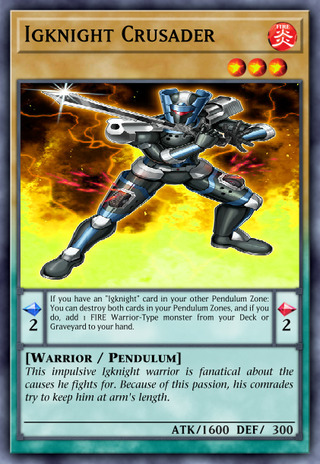 Igknight Crusader
FIRE
炎
If you have an "Igknight" card in your other Pendulum Zone:
You can destroy both cards in your Pendulum Zones, and if you
do, add 1 FIRE Warrior-Type monster from your Deck or
Graveyard to your hand.
2
2
[Warrior / Pendulum]
This impulsive Igknight warrior is fanatical about the
causes he fights for. Because of this passion, his comrades
try to keep him at arm's length.
ATK/1600 DEF/ 300